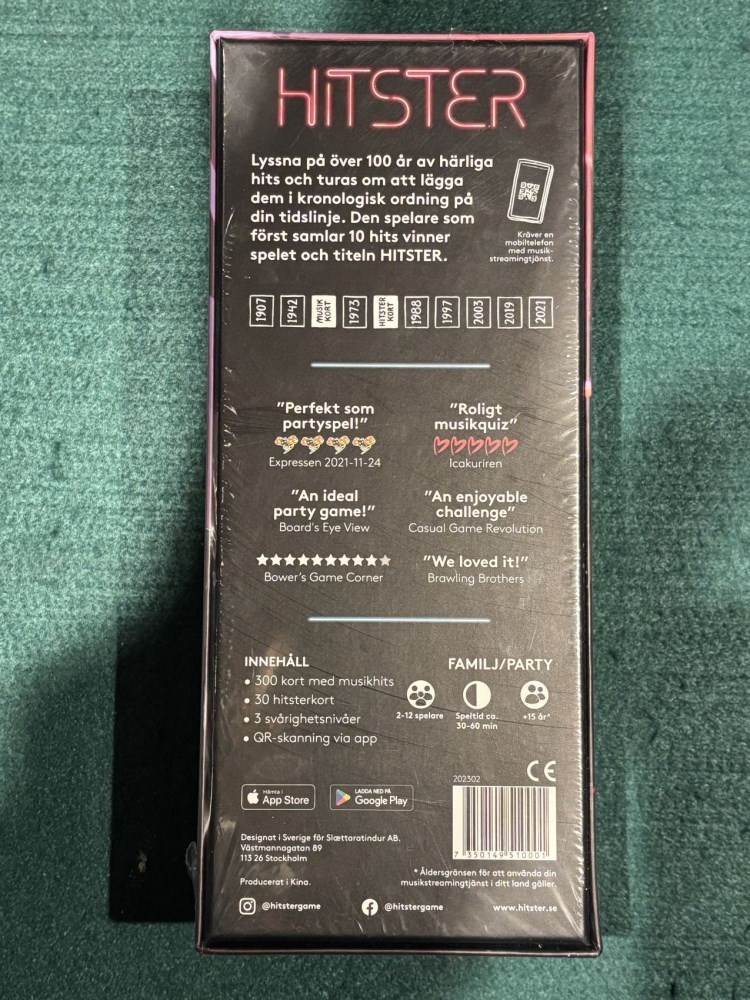 HITSTER
Lyssna på över 100 år av härliga
hits och turas om att lägga
dem i kronologisk ordning på
din tidslinje. Den spelare som
först samlar 10 hits vinner
spelet och titeln HITSTER.
Kräver en
mobiltelefon
med musik-
streamingtjänst.
1907
1942
MUSIK
KORT
1973
HITSTER
KORT
1988
1997
2003
2019
2021
"Perfekt som
partyspel!"
Expressen 2021-11-24
"Roligt
musikquiz"
Icakuriren
"An ideal
party game!"
Board's Eye View
"An enjoyable
challenge"
Casual Game Revolution
Bower's Game Corner
"We loved it!"
Brawling Brothers
INNEHÅLL
• 300 kort med musikhits
• 30 hitsterkort
• 3 svårighetsnivåer
• QR-skanning via app
FAMILJ/PARTY
2-12 spelare
Speltid ca.
30-60 min
+15 år*
202302
CE
Hämta i
App Store
LADDA NED PÅ
Google Play
7 350149 510001
Designat i Sverige för Slættaratindur AB.
Västmannagatan 89
113 26 Stockholm
Producerat i Kina.
* Åldersgränsen för att använda din
musikstreamingtjänst i ditt land gäller.
@hitstergame
@hitstergame
www.hitster.se